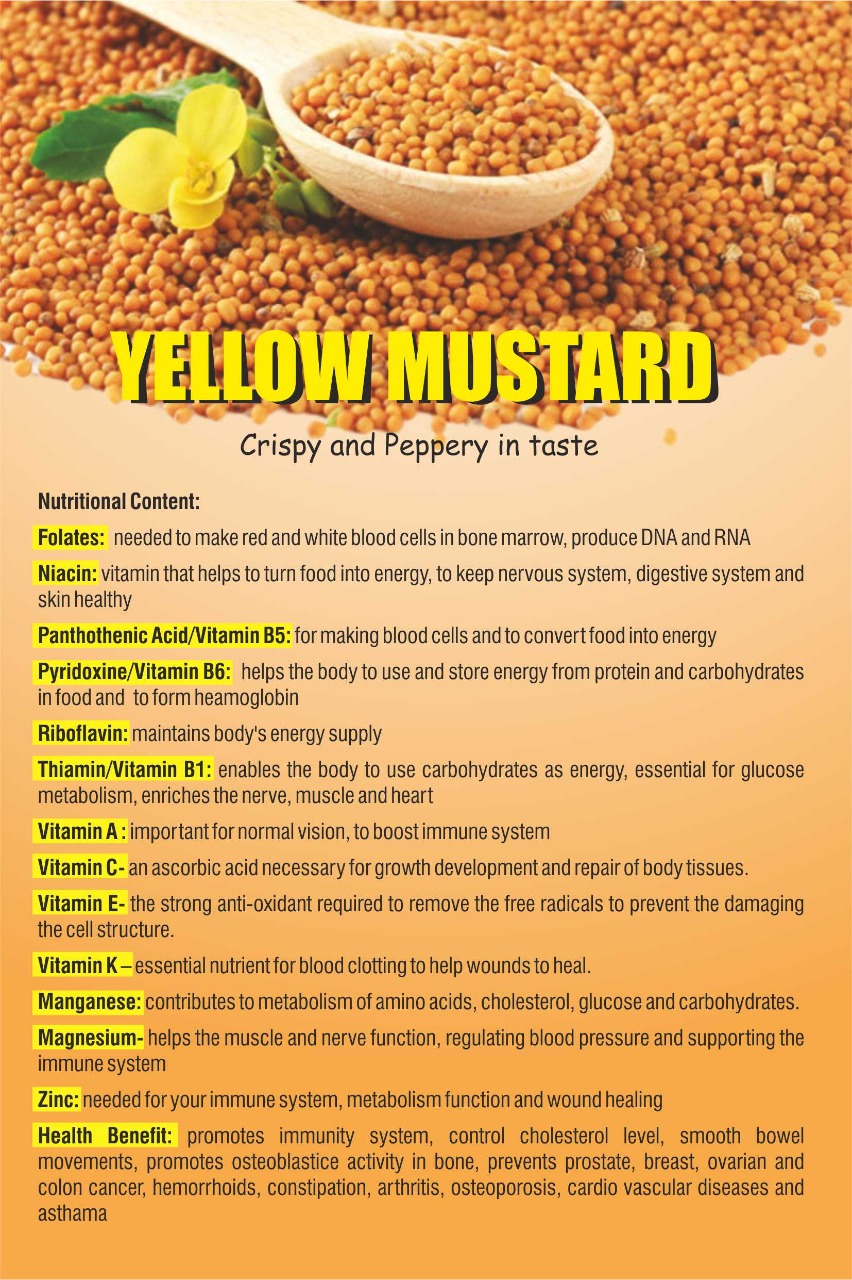 YELLOW MUSTARD
Crispy and Peppery in taste
Nutritional Content:
Folates: needed to make red and white blood cells in bone marrow, produce DNA and RNA
Niacin: vitamin that helps to turn food into energy, to keep nervous system, digestive system and
skin healthy
Panthothenic Acid/Vitamin B5: for making blood cells and to convert food into energy
Pyridoxine/Vitamin B6: helps the body to use and store energy from protein and carbohydrates
in food and to form heamoglobin
Riboflavin: maintains body's energy supply
Thiamin/Vitamin B1: enables the body to use carbohydrates as energy, essential for glucose
metabolism, enriches the nerve, muscle and heart
Vitamin A : important for normal vision, to boost immune system
Vitamin C- an ascorbic acid necessary for growth development and repair of body tissues.
Vitamin E- the strong anti-oxidant required to remove the free radicals to prevent the damaging
the cell structure.
Vitamin K – essential nutrient for blood clotting to help wounds to heal.
Manganese: contributes to metabolism of amino acids, cholesterol, glucose and carbohydrates.
Magnesium- helps the muscle and nerve function, regulating blood pressure and supporting the
immune system
Zinc: needed for your immune system, metabolism function and wound healing
Health Benefit: promotes immunity system, control cholesterol level, smooth bowel
movements, promotes osteoblastice activity in bone, prevents prostate, breast, ovarian and
colon cancer, hemorrhoids, constipation, arthritis, osteoporosis, cardio vascular diseases and
asthama